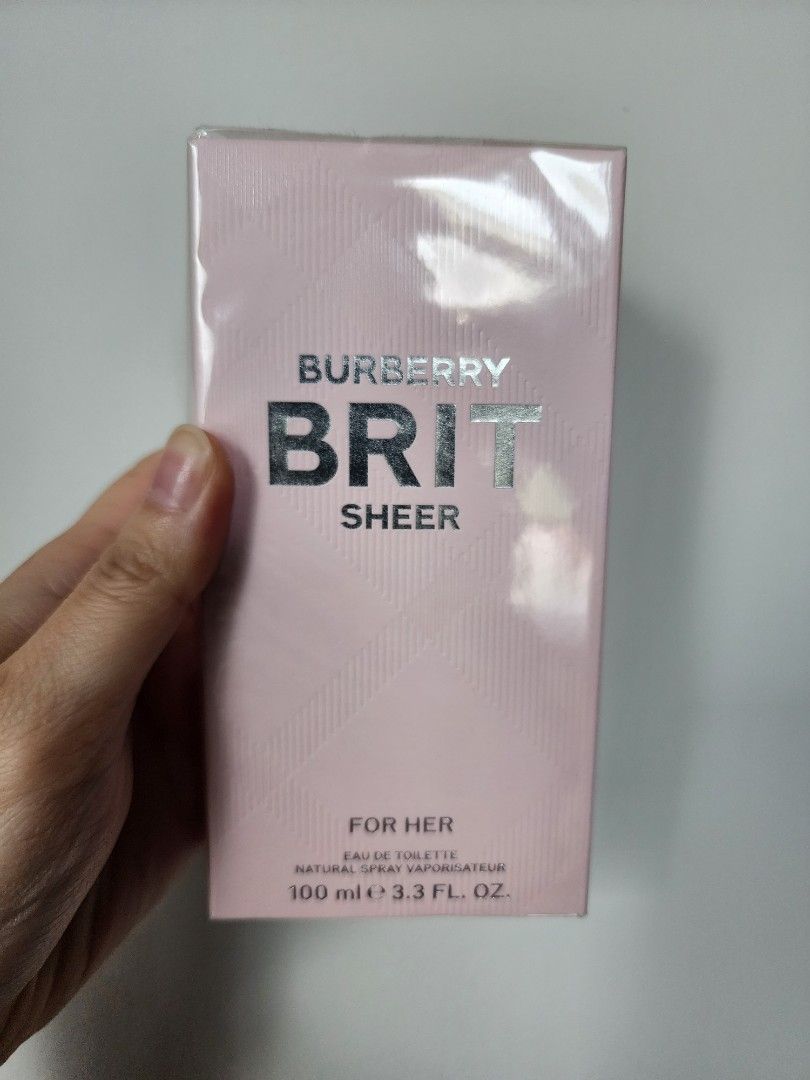 BURBERRY
BRIT
SHEER
FOR HER
EAU DE TOILETTE
NATURAL SPRAY VAPORISATEUR
100 ml ℮ 3.3 FL. OZ.